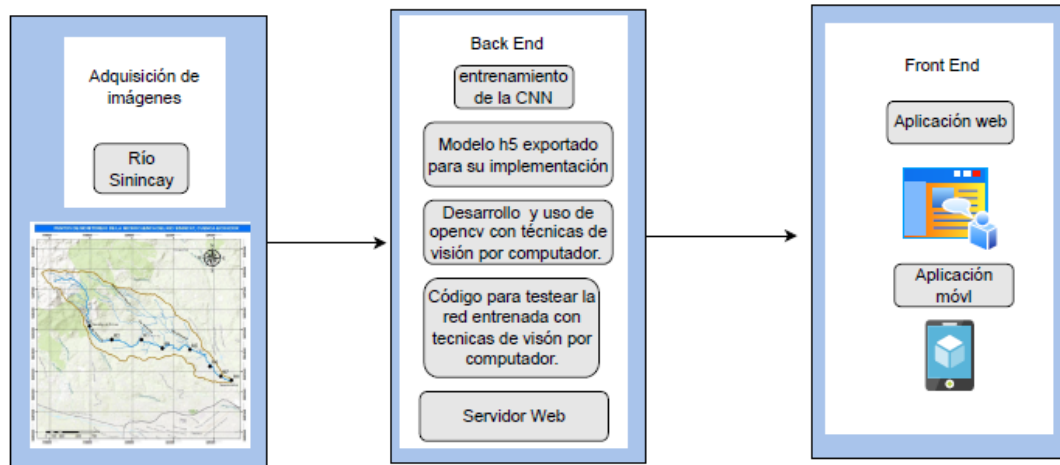 Adquisición de
imágenes
Río
Sinincay
Back End
entrenamiento
de la CNN
Modelo h5 exportado
para su implementación
Desarrollo y uso de
opencv con técnicas de
visión por computador.
Código para testear la
red entrenada con
tecnicas de visón por
computador.
Servidor Web
Front End
Aplicación web
Aplicación
móvl